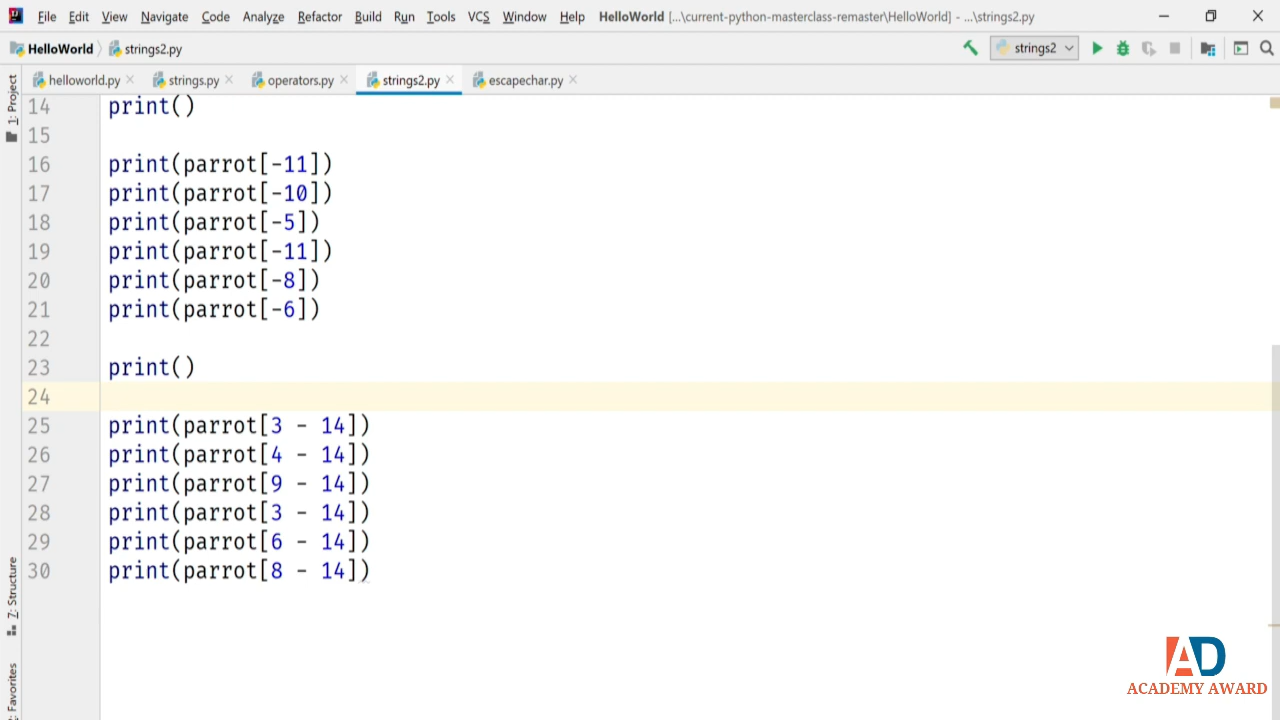 File Edit View Navigate Code Analyze Refactor Build Run Tools VCS Window Help HelloWorld [...\current-python-masterclass-remaster\HelloWorld] - ...\strings2.py
HelloWorld strings2.py strings2
helloworld.py strings.py operators.py strings2.py escapechar.py
1: Project
14 print()
15
16 print(parrot[-11])
17 print(parrot[-10])
18 print(parrot[-5])
19 print(parrot[-11])
20 print(parrot[-8])
21 print(parrot[-6])
22
23 print()
24
25 print(parrot[3 - 14])
26 print(parrot[4 - 14])
27 print(parrot[9 - 14])
28 print(parrot[3 - 14])
29 print(parrot[6 - 14])
30 print(parrot[8 - 14])
7: Structure
Favorites
AD
ACADEMY AWARD